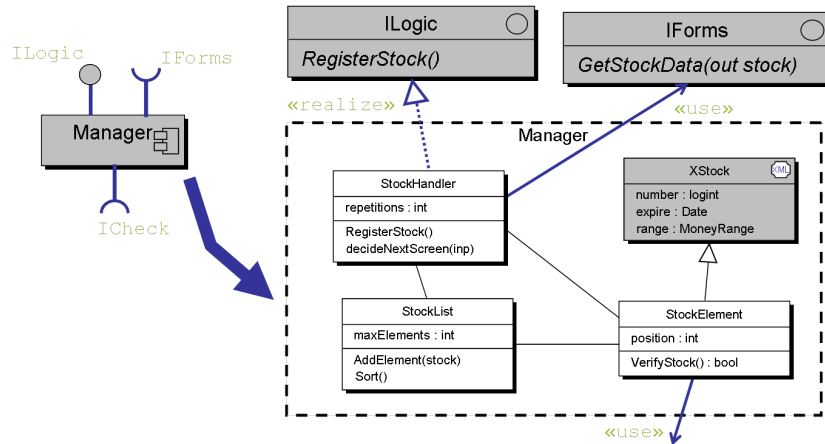 ILogic
IForms
Manager
ICheck
ILogic
RegisterStock()
IForms
GetStockData(out stock)
«realize»
«use»
Manager
StockHandler
repetitions : int
RegisterStock()
decideNextScreen(inp)
XStock
XML
number : logint
expire : Date
range : MoneyRange
StockList
maxElements : int
AddElement(stock)
Sort()
StockElement
position : int
VerifyStock() : bool
«use»